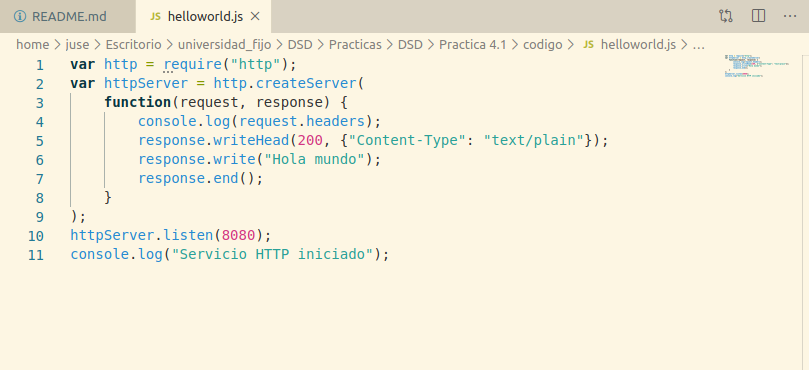 README.md JS helloworld.js
home > juse > Escritorio > universidad_fijo > DSD > Practicas > DSD > Practica 4.1 > codigo > JS helloworld.js > ...
1 var http = require("http");
2 var httpServer = http.createServer(
3 function(request, response) {
4 console.log(request.headers);
5 response.writeHead(200, {"Content-Type": "text/plain"});
6 response.write("Hola mundo");
7 response.end();
8 }
9 );
10 httpServer.listen(8080);
11 console.log("Servicio HTTP iniciado");